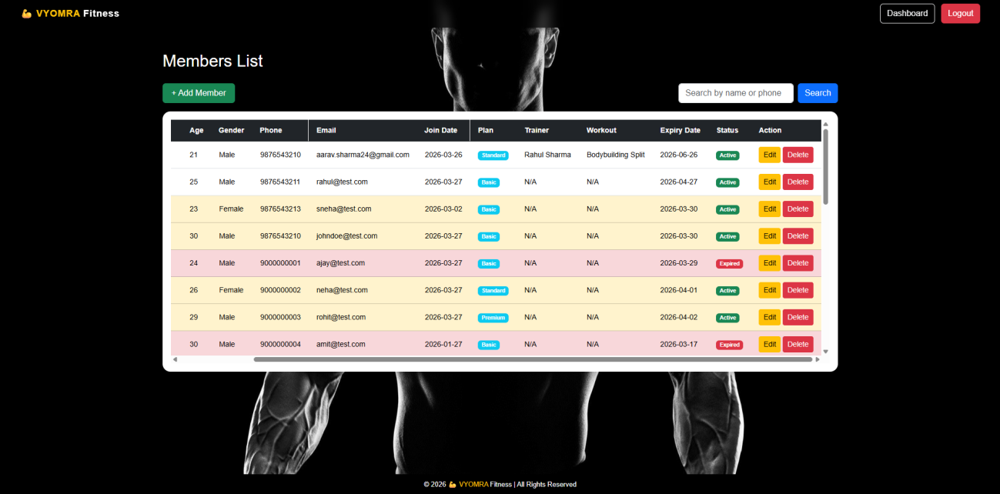 💪 VYOMRA Fitness Dashboard Logout
Members List
+ Add Member Search by name or phone Search
Age Gender Phone Email Join Date Plan Trainer Workout Expiry Date Status Action
21 Male 9876543210 aarav.sharma24@gmail.com 2026-03-26 Standard Rahul Sharma Bodybuilding Split 2026-06-26 Active Edit Delete
25 Male 9876543211 rahul@test.com 2026-03-27 Basic N/A N/A 2026-04-27 Active Edit Delete
23 Female 9876543213 sneha@test.com 2026-03-02 Basic N/A N/A 2026-03-30 Active Edit Delete
30 Male 9876543210 johndoe@test.com 2026-03-27 Basic N/A N/A 2026-03-30 Active Edit Delete
24 Male 9000000001 ajay@test.com 2026-03-27 Basic N/A N/A 2026-03-29 Expired Edit Delete
26 Female 9000000002 neha@test.com 2026-03-27 Standard N/A N/A 2026-04-01 Active Edit Delete
29 Male 9000000003 rohit@test.com 2026-03-27 Premium N/A N/A 2026-04-02 Active Edit Delete
30 Male 9000000004 amit@test.com 2026-01-27 Basic N/A N/A 2026-03-17 Expired Edit Delete
© 2026 💪 VYOMRA Fitness | All Rights Reserved